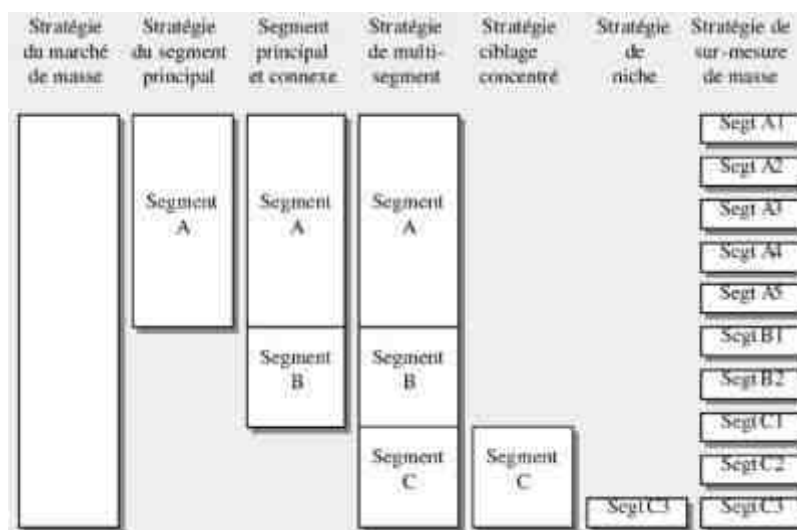 Stratégie
du marché
de masse
Stratégie
du segment
principal
Segment
principal
et connexe
Stratégie
de multi-
segment
Stratégie
ciblage
concentré
Stratégie
de
niche
Stratégie de
sur-mesure
de masse
Segment
A
Segment
A
Segment
B
Segment
A
Segment
B
Segment
C
Segment
C
Segt C3
Segt A1
Segt A2
Segt A3
Segt A4
Segt A5
Segt B1
Segt B2
Segt C1
Segt C2
Segt C3